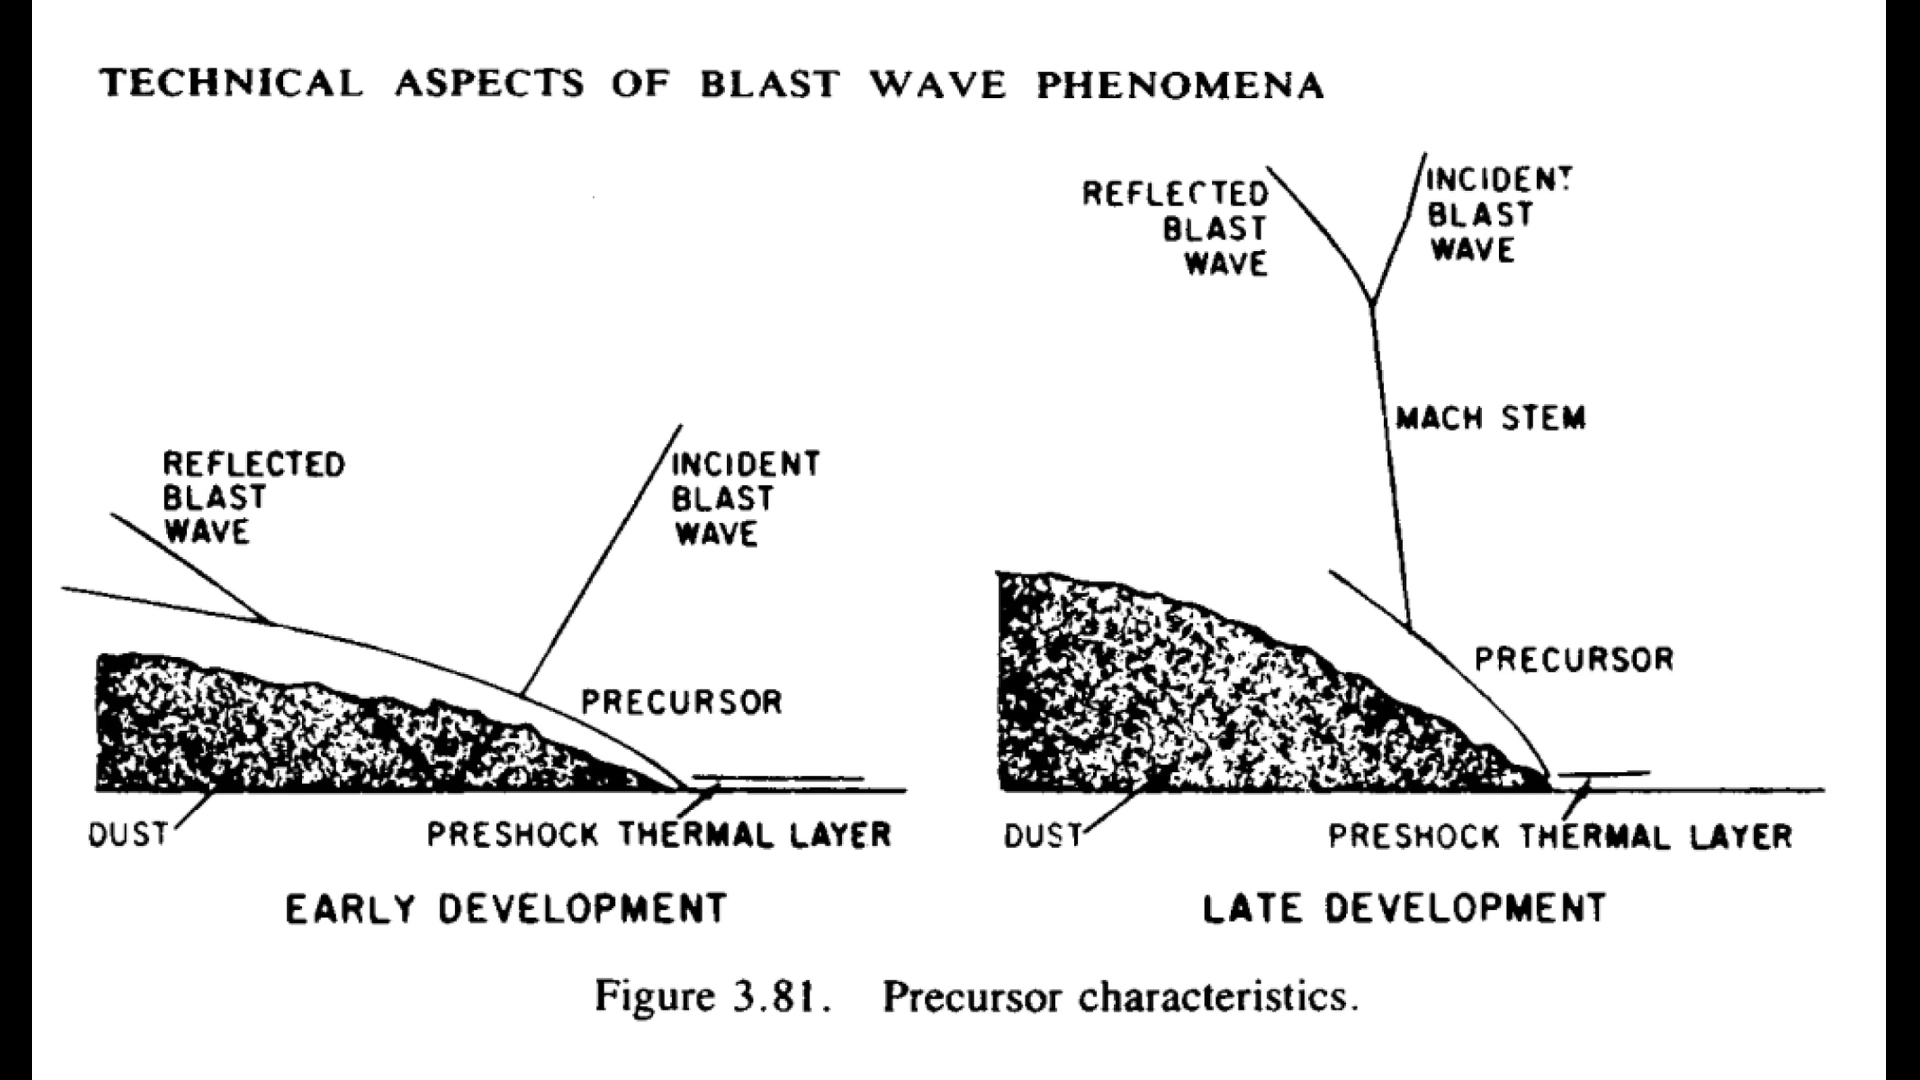 TECHNICAL ASPECTS OF BLAST WAVE PHENOMENA
REFLECTED
BLAST
WAVE
INCIDENT
BLAST
WAVE
PRECURSOR
DUST
PRESHOCK THERMAL LAYER
EARLY DEVELOPMENT
REFLECTED
BLAST
WAVE
INCIDENT
BLAST
WAVE
MACH STEM
PRECURSOR
DUST
PRESHOCK THERMAL LAYER
LATE DEVELOPMENT
Figure 3.81. Precursor characteristics.